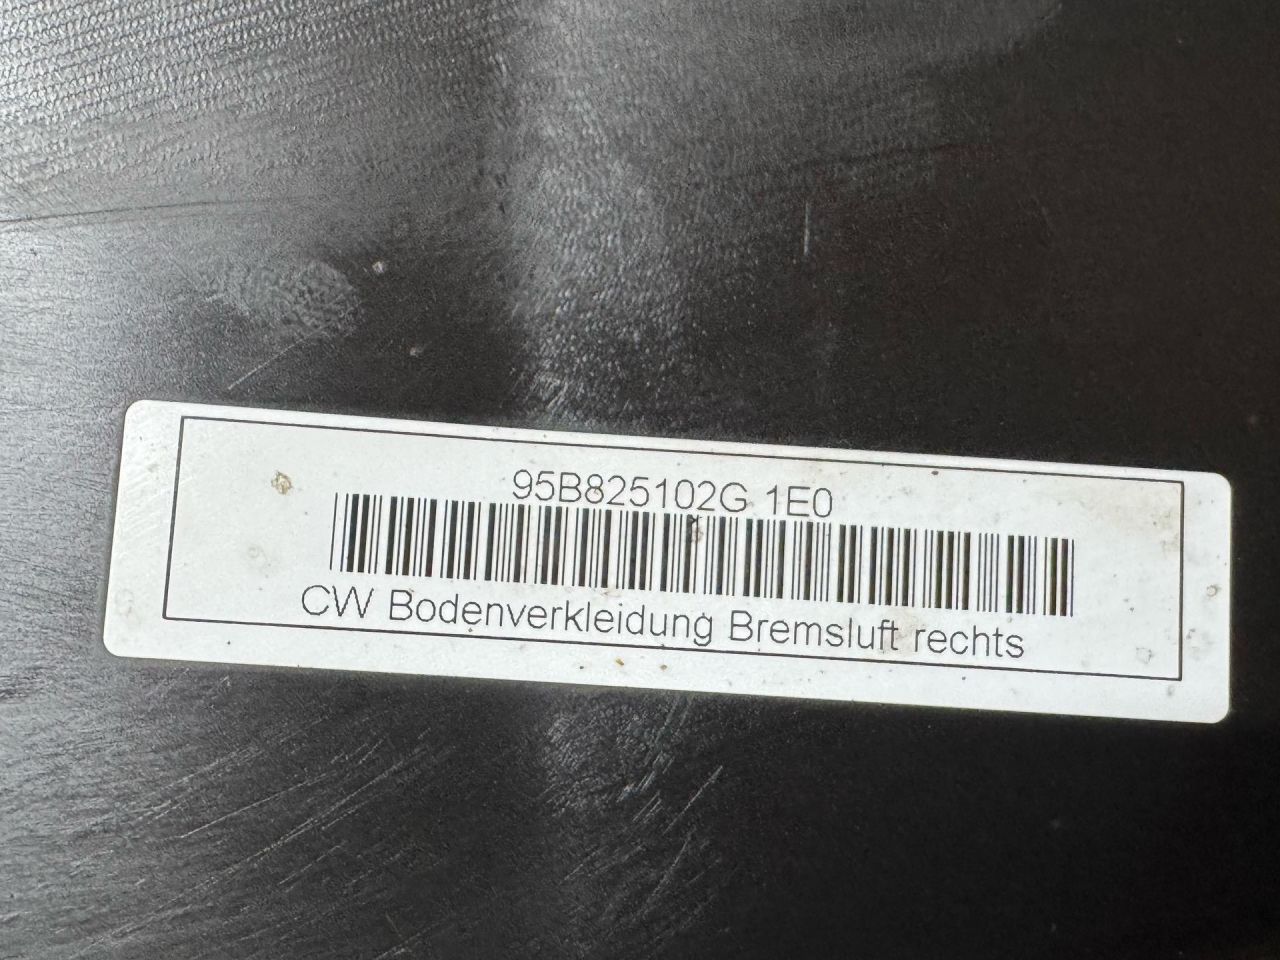 95B825102G 1E0
CW Bodenverkleidung Bremsluft rechts